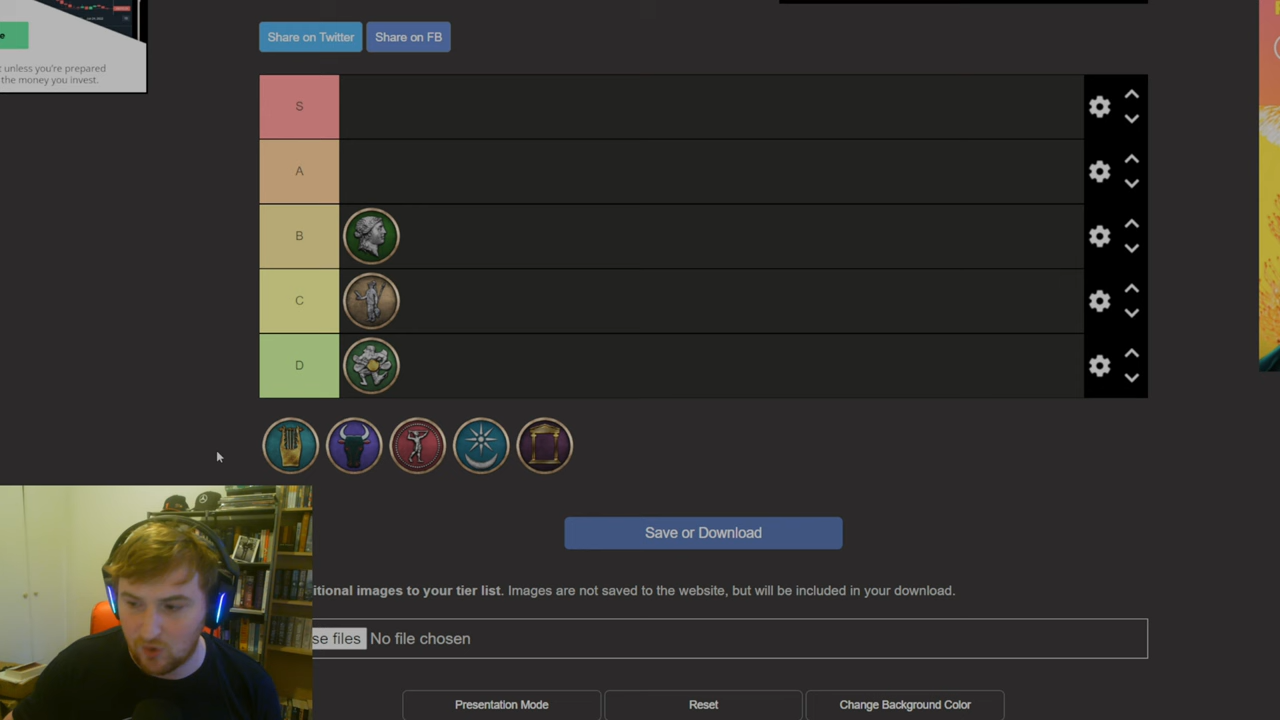 Share on Twitter Share on FB
e
t unless you're prepared
the money you invest.
S
A
B
C
D
Save or Download
itional images to your tier list. Images are not saved to the website, but will be included in your download.
se files No file chosen
Presentation Mode Reset Change Background Color